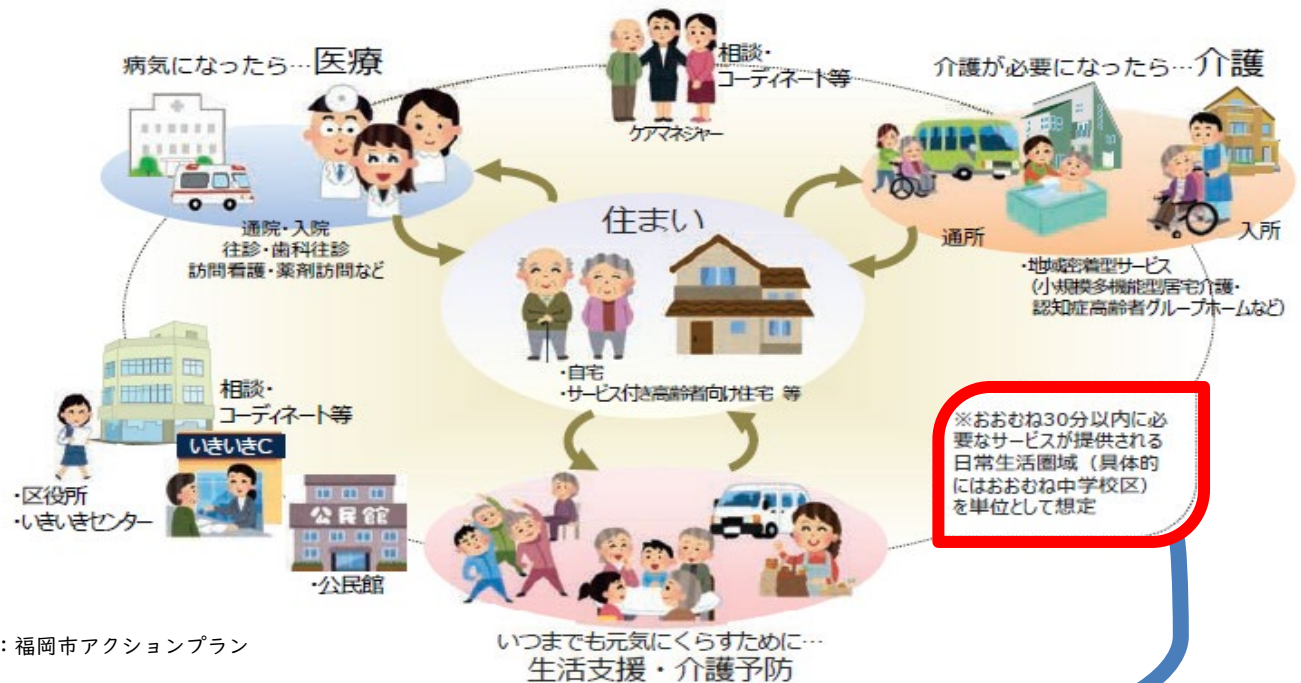 病気になったら…医療
通院・入院
往診・歯科往診
訪問看護・薬剤訪問など
相談・
コーディネート等
ケアマネジャー
介護が必要になったら…介護
通所
入所
・地域密着型サービス
(小規模多機能型居宅介護・
認知症高齢者グループホームなど)
住まい
・自宅
・サービス付き高齢者向け住宅 等
相談・
コーディネート等
いきいきC
・区役所
・いきいきセンター
公民館
・公民館
※おおむね30分以内に必
要なサービスが提供される
日常生活圏域（具体的
にはおおむね中学校区）
を単位として想定
いつまでも元気にくらすために…
生活支援・介護予防
：福岡市アクションプラン